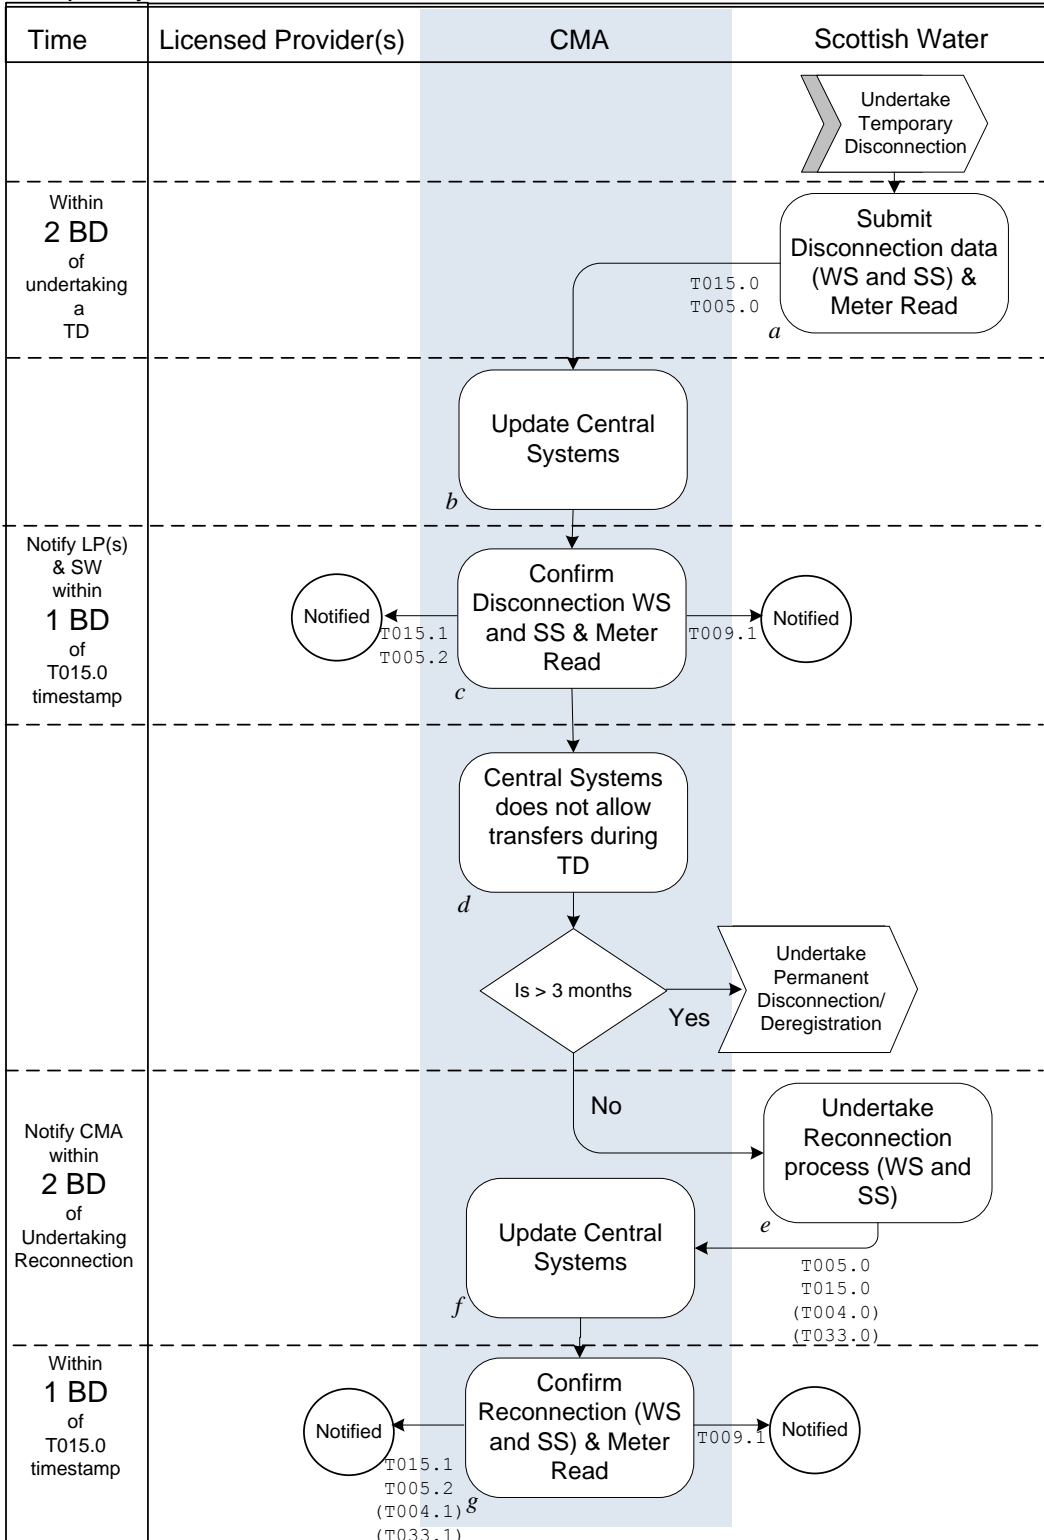 Time
Licensed Provider(s)
CMA
Scottish Water
Undertake
Temporary
Disconnection
Within
2 BD
of
undertaking
a
TD
Submit
Disconnection data
(WS and SS) &
Meter Read
a
T015.0
T005.0
Update Central
Systems
b
Notify LP(s)
& SW
within
1 BD
of
T015.0
timestamp
Notified
T015.1
T005.2
Confirm
Disconnection WS
and SS & Meter
Read
c
T009.1
Notified
Central Systems
does not allow
transfers during
TD
d
Is > 3 months
Yes
Undertake
Permanent
Disconnection/
Deregistration
No
Notify CMA
within
2 BD
of
Undertaking
Reconnection
Undertake
Reconnection
process (WS and
SS)
e
T005.0
T015.0
(T004.0)
(T033.0)
Update Central
Systems
f
Within
1 BD
of
T015.0
timestamp
Notified
T015.1
T005.2
(T004.1)
(T033.1)
Confirm
Reconnection (WS
and SS) & Meter
Read
g
T009.1
Notified